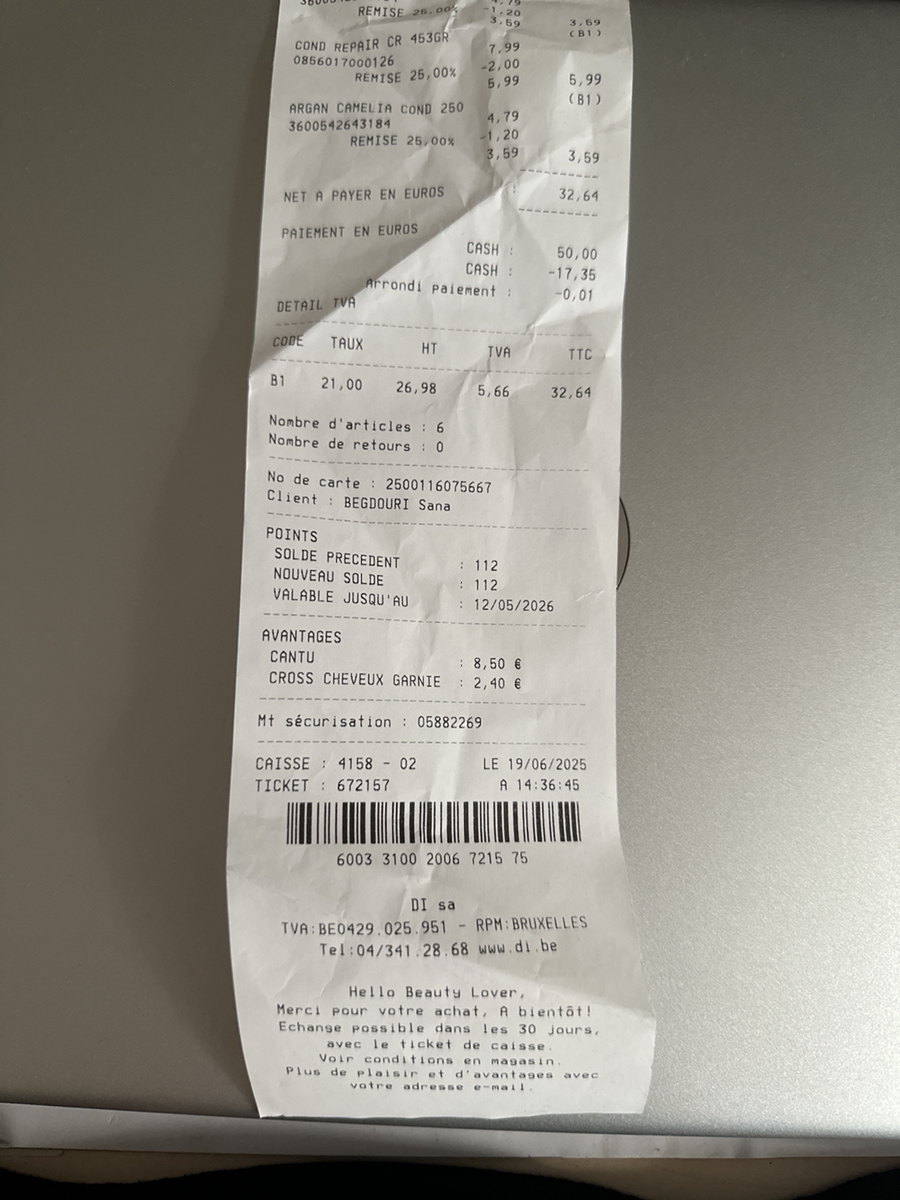 REMISE 25,00% -1,20
3,59 3,59
(B1)
COND REPAIR CR 453GR 7,99
0856017000126 -2,00
REMISE 25,00% 5,99 5,99
(B1)
ARGAN CAMELIA COND 250 4,79
3600542643184 -1,20
REMISE 25,00% 3,59 3,59
NET A PAYER EN EUROS : 32,64
PAIEMENT EN EUROS
CASH : 50,00
CASH : -17,35
Arrondi paiement : -0,01
DETAIL TVA
CODE TAUX HT TVA TTC
B1 21,00 26,98 5,66 32,64
Nombre d'articles : 6
Nombre de retours : 0
No de carte : 2500116075667
Client : BEGDOURI Sana
POINTS
SOLDE PRECEDENT : 112
NOUVEAU SOLDE : 112
VALABLE JUSQU'AU : 12/05/2026
AVANTAGES
CANTU : 8,50 €
CROSS CHEVEUX GARNIE : 2,40 €
Mt sécurisation : 05882269
CAISSE : 4158 - 02 LE 19/06/2025
TICKET : 672157 A 14:36:45
6003 3100 2006 7215 75
DI sa
TVA:BE0429.025.951 - RPM:BRUXELLES
Tel:04/341.28.68 www.di.be
Hello Beauty Lover,
Merci pour votre achat, A bientôt!
Echange possible dans les 30 jours,
avec le ticket de caisse.
Voir conditions en magasin.
Plus de plaisir et d'avantages avec
votre adresse e-mail.